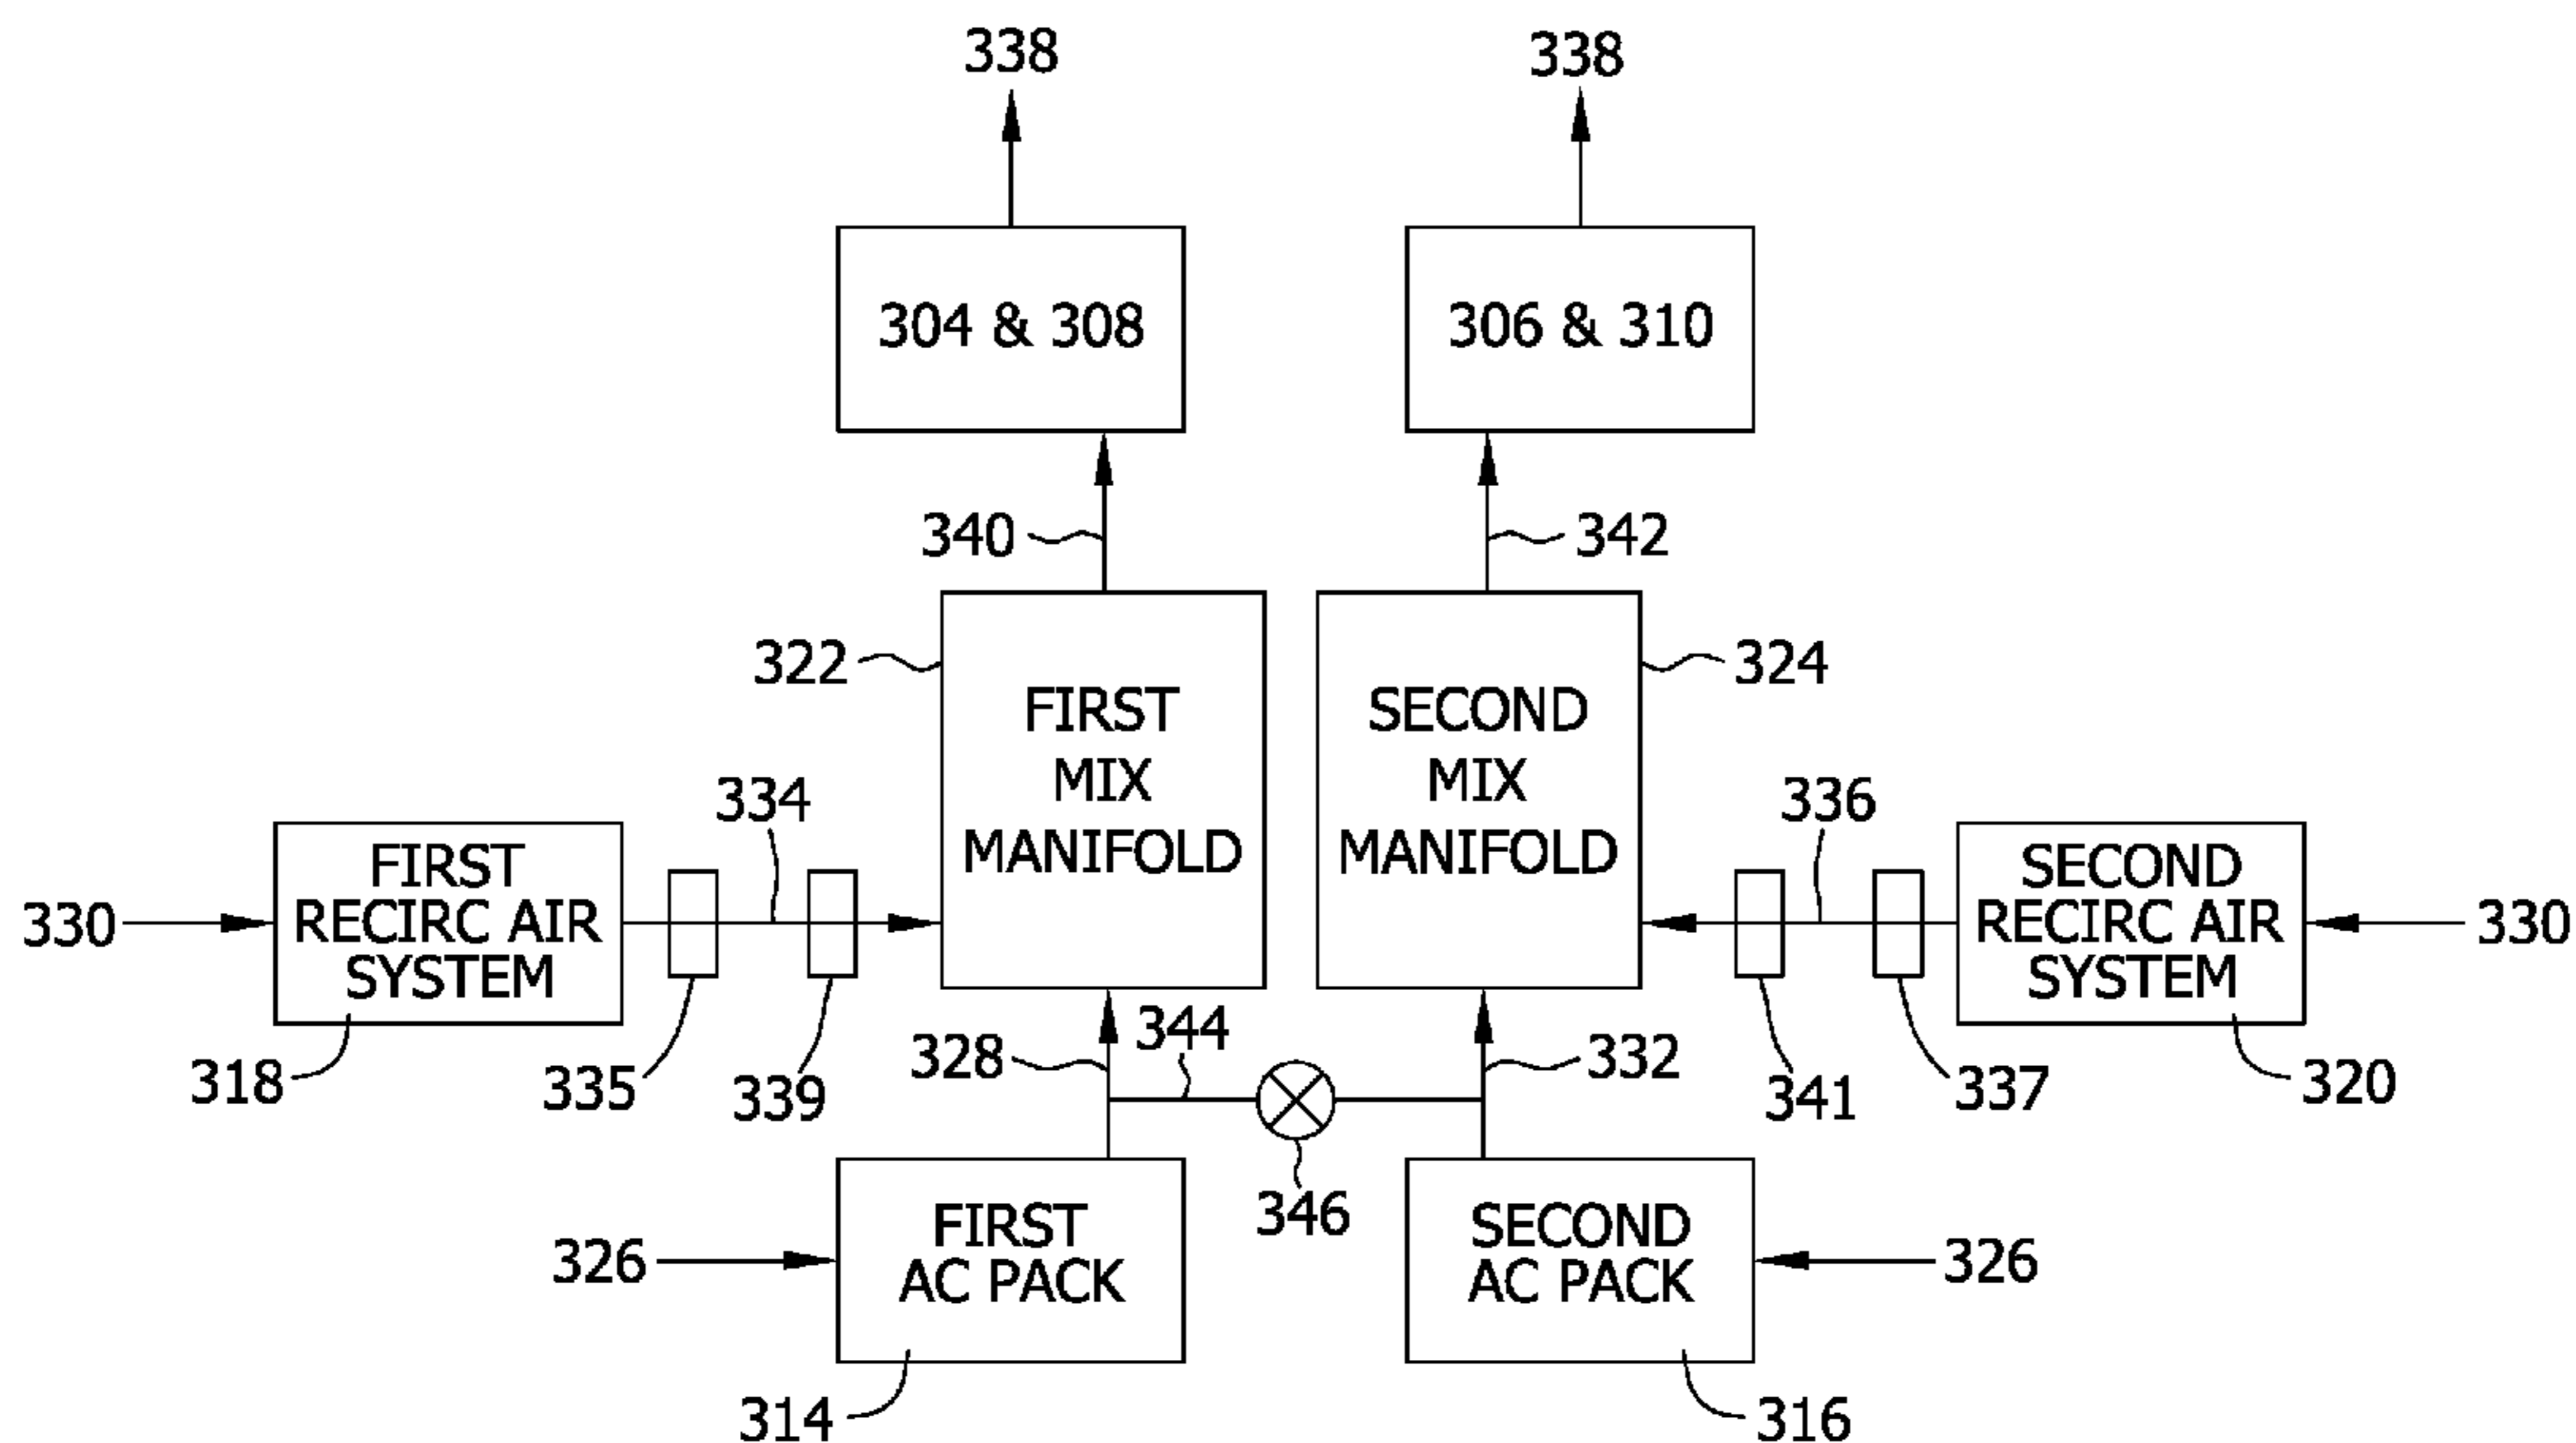 338
338
304 & 308
306 & 310
340
342
322
324
FIRST
MIX
MANIFOLD
SECOND
MIX
MANIFOLD
334
336
330
FIRST
RECIRC AIR
SYSTEM
SECOND
RECIRC AIR
SYSTEM
330
318
335
339
328
344
332
341
337
320
346
326
FIRST
AC PACK
SECOND
AC PACK
326
314
316